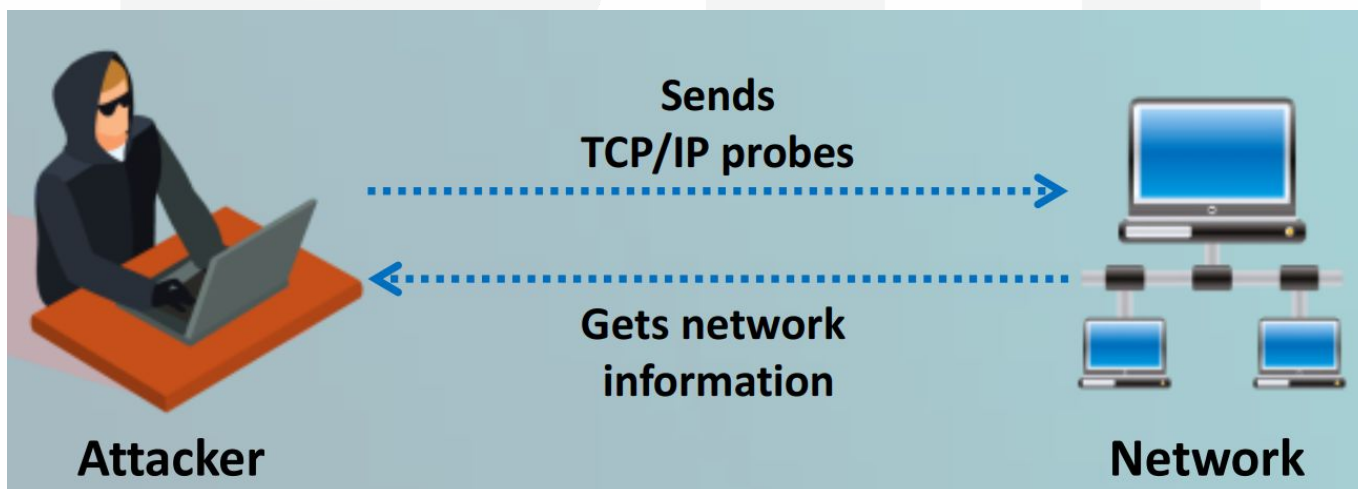 Sends
TCP/IP probes
Gets network
information
Attacker
Network